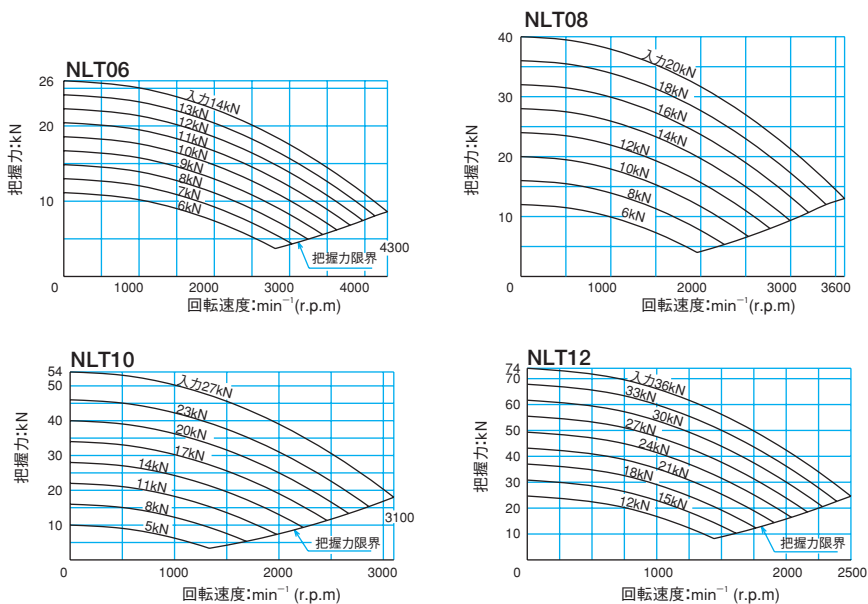 NLT06
把握力:kN
26
20
10
入力14kN
13kN
12kN
11kN
10kN
9kN
8kN
7kN
6kN
把握力限界
4300
0
1000
2000
3000
4000
回転速度:min⁻¹(r.p.m)
NLT08
把握力:kN
40
30
20
10
入力20kN
18kN
16kN
14kN
12kN
10kN
8kN
6kN
0
1000
2000
3000
3600
回転速度:min⁻¹(r.p.m)
NLT10
把握力:kN
54
50
40
30
20
10
入力27kN
23kN
20kN
17kN
14kN
11kN
8kN
5kN
把握力限界
3100
0
1000
2000
3000
回転速度:min⁻¹(r.p.m)
NLT12
把握力:kN
74
70
60
50
40
30
20
10
入力36kN
33kN
30kN
27kN
24kN
21kN
18kN
15kN
12kN
把握力限界
0
1000
2000
2500
回転速度:min⁻¹(r.p.m)